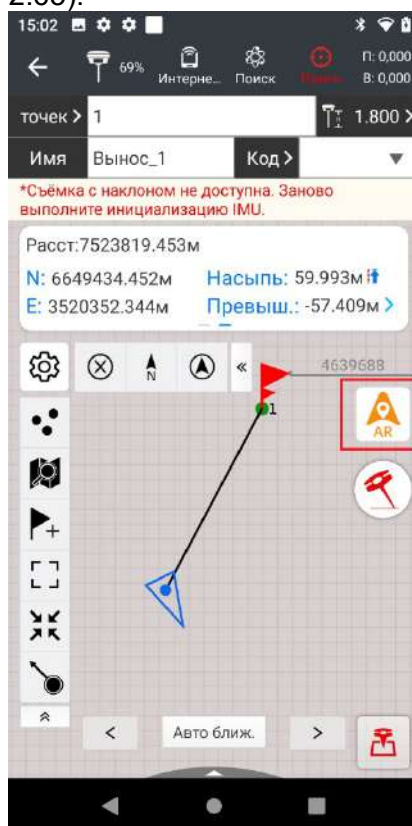 15:02
69%
Интерне...
Поиск
П: 0,000
В: 0,000
точек > 1
1.800 >
Имя Вынос_1 Код >
*Съёмка с наклоном не доступна. Заново
выполните инициализацию IMU.
Расст:7523819.453м
N: 6649434.452м Насыпь: 59.993м
E: 3520352.344м Превыш.: -57.409м >
N
«
4639688
1
AR
< Авто ближ. >